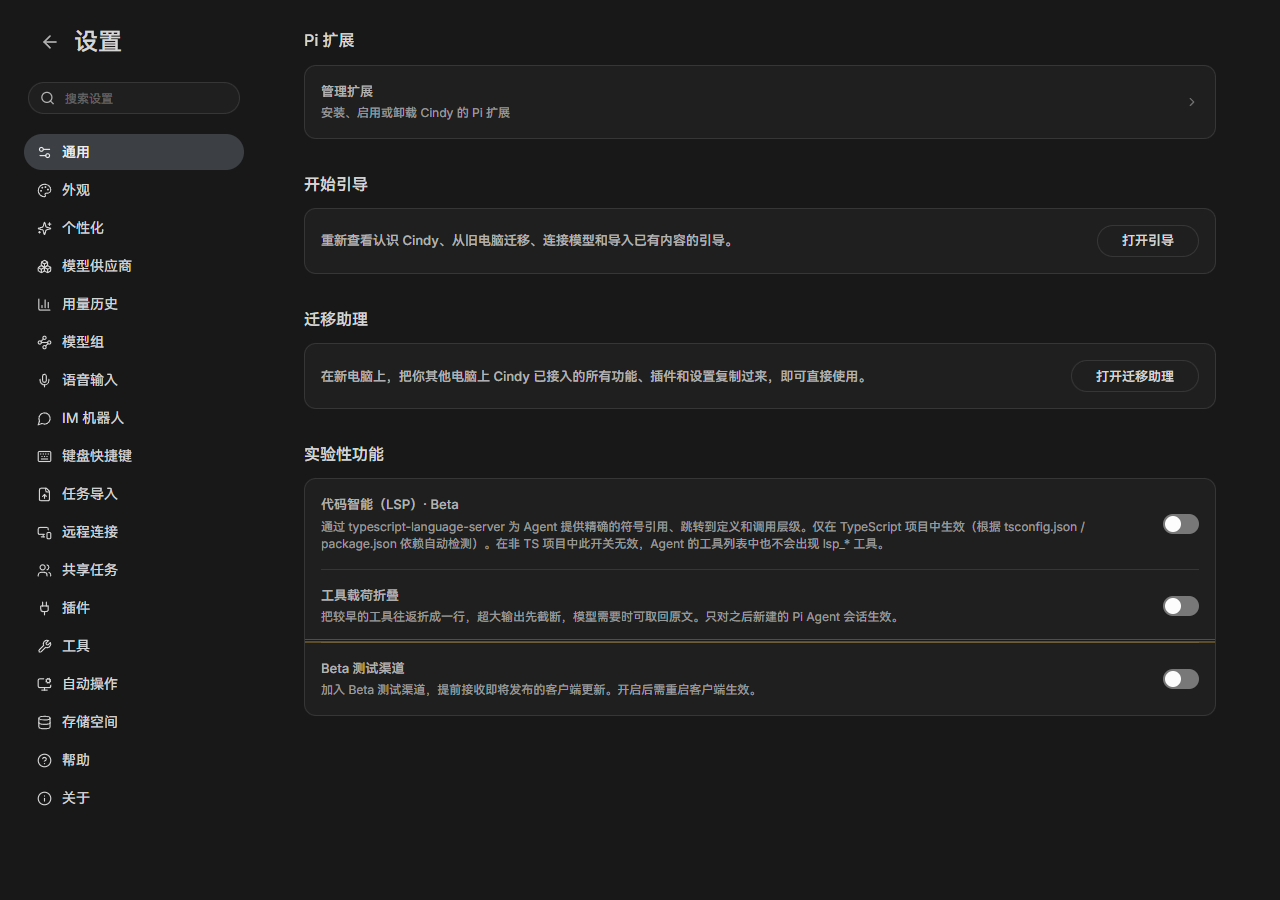 设置
搜索设置
通用
外观
个性化
模型供应商
用量历史
模型组
语音输入
IM 机器人
键盘快捷键
任务导入
远程连接
共享任务
插件
工具
自动操作
存储空间
帮助
关于
Pi 扩展
管理扩展
安装、启用或卸载 Cindy 的 Pi 扩展
开始引导
重新查看认识 Cindy、从旧电脑迁移、连接模型和导入已有内容的引导。
打开引导
迁移助理
在新电脑上，把你其他电脑上 Cindy 已接入的所有功能、插件和设置复制过来，即可直接使用。
打开迁移助理
实验性功能
代码智能（LSP）· Beta
通过 typescript-language-server 为 Agent 提供精确的符号引用、跳转到定义和调用层级。仅在 TypeScript 项目中生效（根据 tsconfig.json /
package.json 依赖自动检测）。在非 TS 项目中此开关无效，Agent 的工具列表中也不会出现 lsp_* 工具。
工具载荷折叠
把较早的工具往返折成一行，超大输出先截断，模型需要时可取回原文。只对之后新建的 Pi Agent 会话生效。
Beta 测试渠道
加入 Beta 测试渠道，提前接收即将发布的客户端更新。开启后需重启客户端生效。